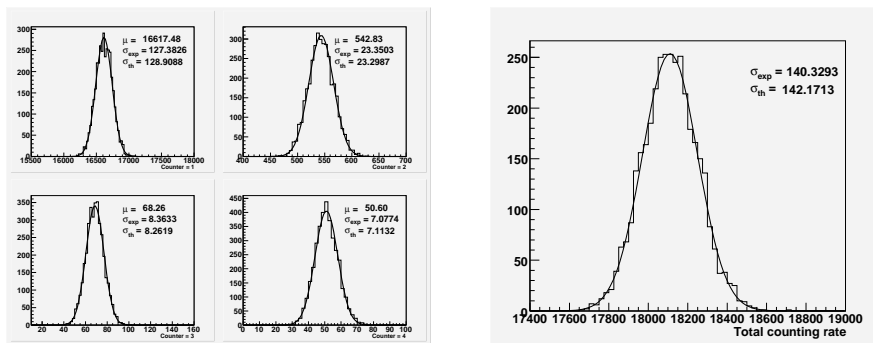 300
250
200
150
100
50
0
μ = 16617.48
σexp = 127.3826
σth = 128.9088
15500 16000 16500 17000 17500 18000
Counter = 1
300
250
200
150
100
50
0
μ = 542.83
σexp = 23.3503
σth = 23.2987
400 450 500 550 600 650 700
Counter = 2
350
300
250
200
150
100
50
0
μ = 68.26
σexp = 8.3633
σth = 8.2619
20 40 60 80 100 120 140 160
Counter = 3
450
400
350
300
250
200
150
100
50
0
μ = 50.60
σexp = 7.0774
σth = 7.1132
0 10 20 30 40 50 60 70 80 90 100
Counter = 4
250
200
150
100
50
0
σexp = 140.3293
σth = 142.1713
17400 17600 17800 18000 18200 18400 18600 18800 19000
Total counting rate